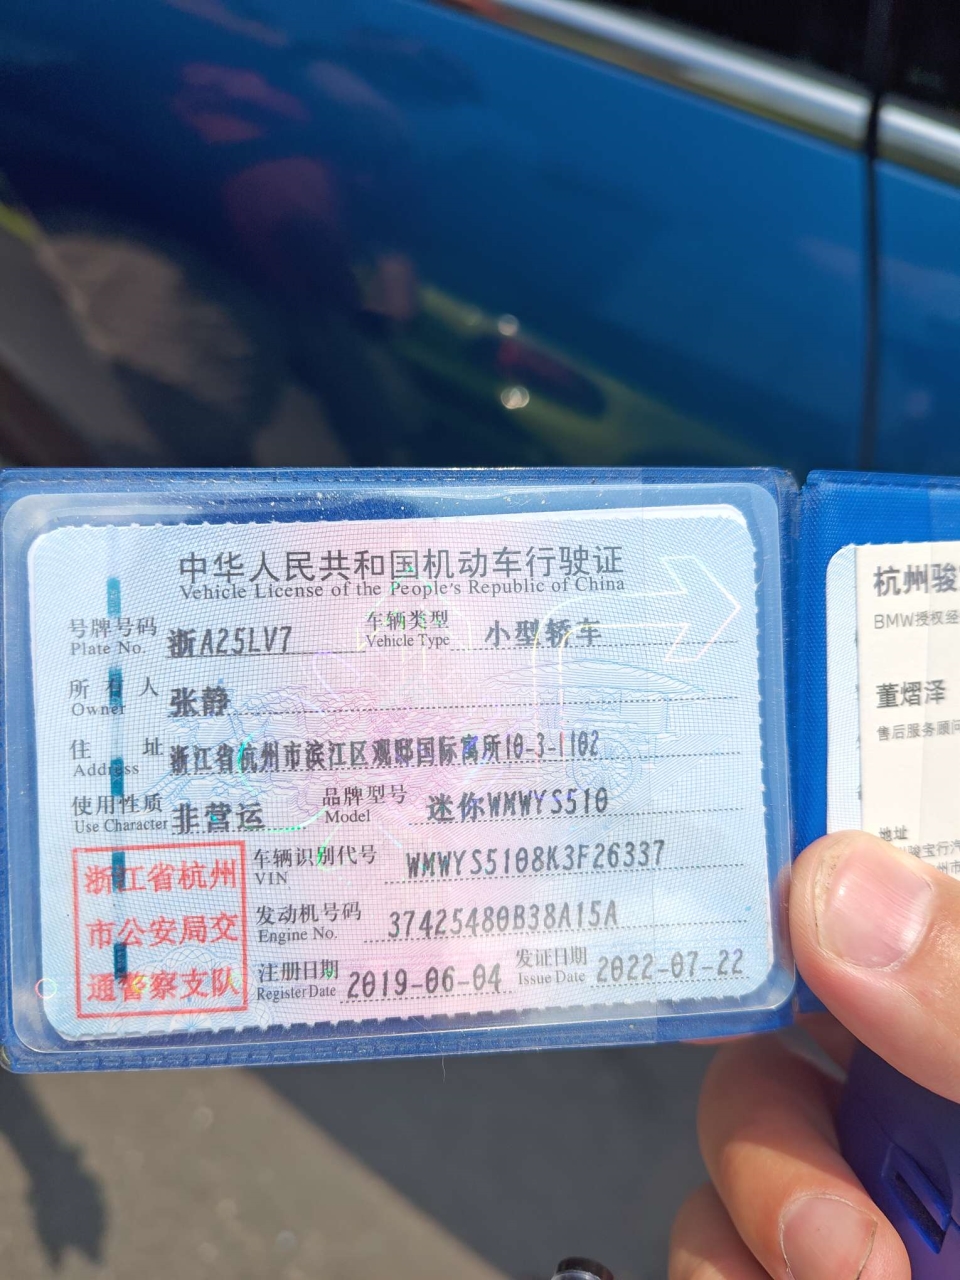 中华人民共和国机动车行驶证
Vehicle License of the People's Republic of China
号牌号码 浙A25LV7 车辆类型 小型轿车
Plate No. Vehicle Type
所有人 张静
Owner
住址 浙江省杭州市滨江区观邸国际寓所10-3-1102
Address
使用性质 非营运 品牌型号 迷你WMWYS510
Use Character Model
浙江省杭州
市公安局交
通警察支队
车辆识别代号 WMWYS5108K3F26337
VIN
发动机号码 37425480B38A15A
Engine No.
注册日期 2019-06-04 发证日期 2022-07-22
Register Date Issue Date
杭州骏
BMW授权经
董熠泽
售后服务顾问
地址
骏宝行汽
州市